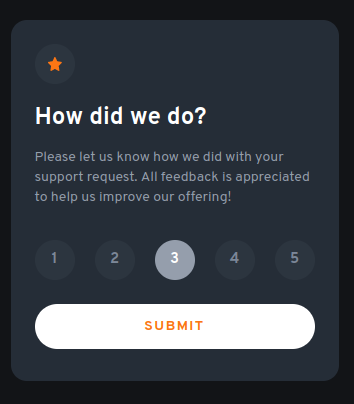 How did we do?
Please let us know how we did with your
support request. All feedback is appreciated
to help us improve our offering!
1 2 3 4 5
SUBMIT